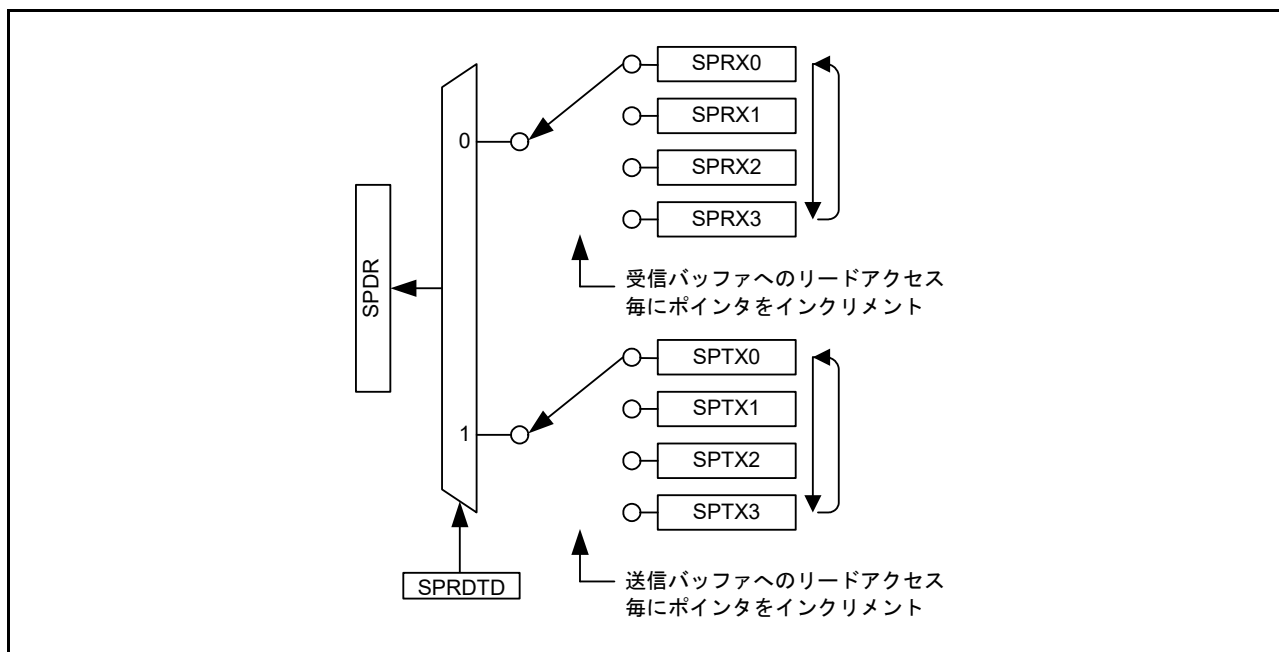 SPRX0
SPRX1
0
SPRX2
SPRX3
SPDR
受信バッファへのリードアクセス
毎にポインタをインクリメント
SPTX0
SPTX1
1
SPTX2
SPTX3
SPRDTD
送信バッファへのリードアクセス
毎にポインタをインクリメント